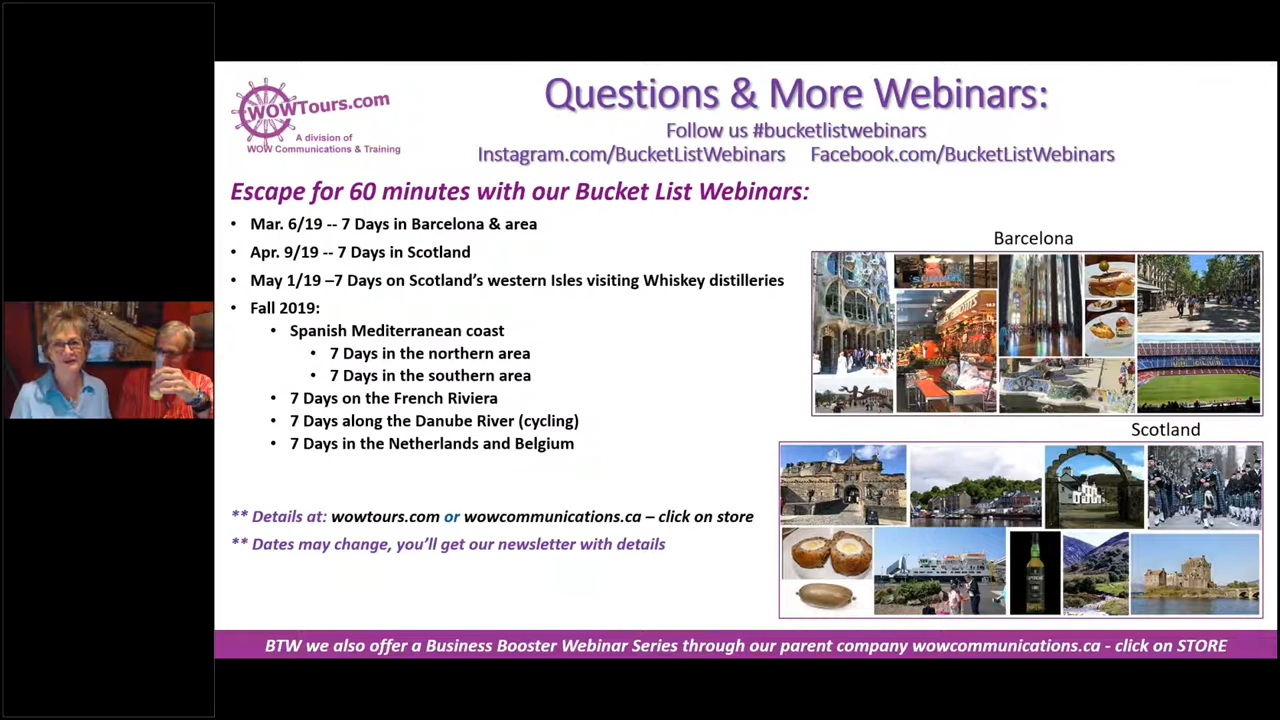 WOWTours.com
A division of
WOW Communications & Training
Questions & More Webinars:
Follow us #bucketlistwebinars
Instagram.com/BucketListWebinars Facebook.com/BucketListWebinars
Escape for 60 minutes with our Bucket List Webinars:
• Mar. 6/19 -- 7 Days in Barcelona & area
• Apr. 9/19 -- 7 Days in Scotland
• May 1/19 –7 Days on Scotland's western Isles visiting Whiskey distilleries
• Fall 2019:
• Spanish Mediterranean coast
• 7 Days in the northern area
• 7 Days in the southern area
• 7 Days on the French Riviera
• 7 Days along the Danube River (cycling)
• 7 Days in the Netherlands and Belgium
Barcelona
Scotland
** Details at: wowtours.com or wowcommunications.ca – click on store
** Dates may change, you'll get our newsletter with details
BTW we also offer a Business Booster Webinar Series through our parent company wowcommunications.ca - click on STORE